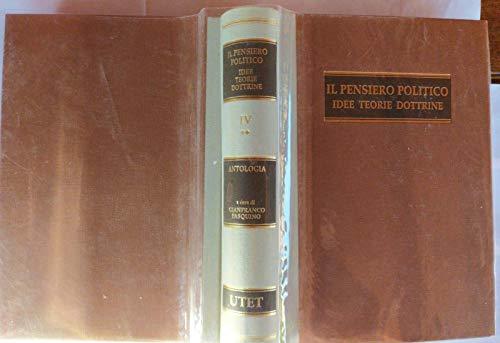 IL PENSIERO
POLITICO
IDEE
TEORIE
DOTTRINE
IV
**
ANTOLOGIA
a cura di
GIANFRANCO
PASQUINO
UTET
IL PENSIERO POLITICO
IDEE TEORIE DOTTRINE